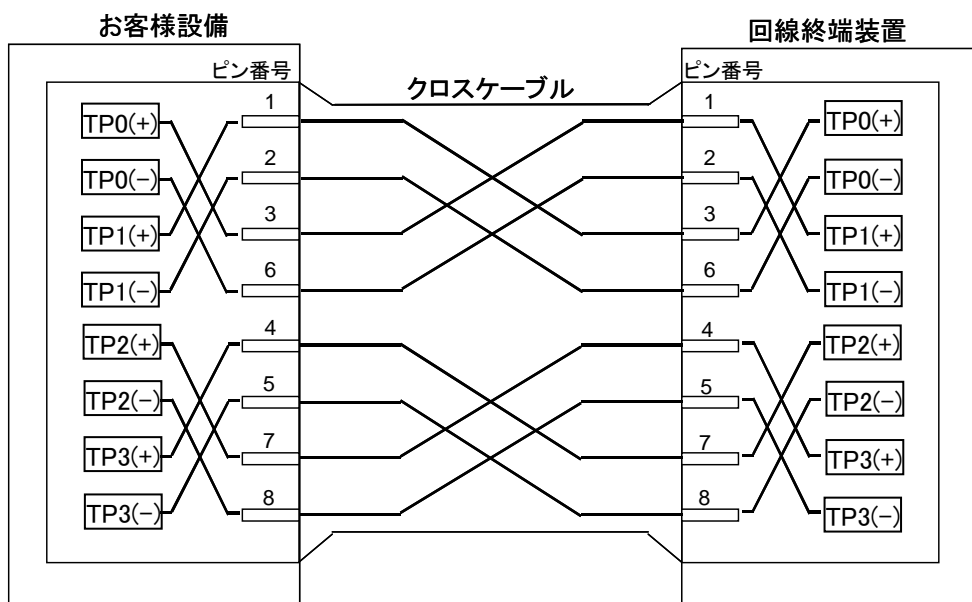 お客様設備
回線終端装置
ピン番号
ピン番号
クロスケーブル
TP0(+)
1
1
TP0(+)
TP0(−)
2
2
TP0(−)
TP1(+)
3
3
TP1(+)
TP1(−)
6
6
TP1(−)
TP2(+)
4
4
TP2(+)
TP2(−)
5
5
TP2(−)
TP3(+)
7
7
TP3(+)
TP3(−)
8
8
TP3(−)